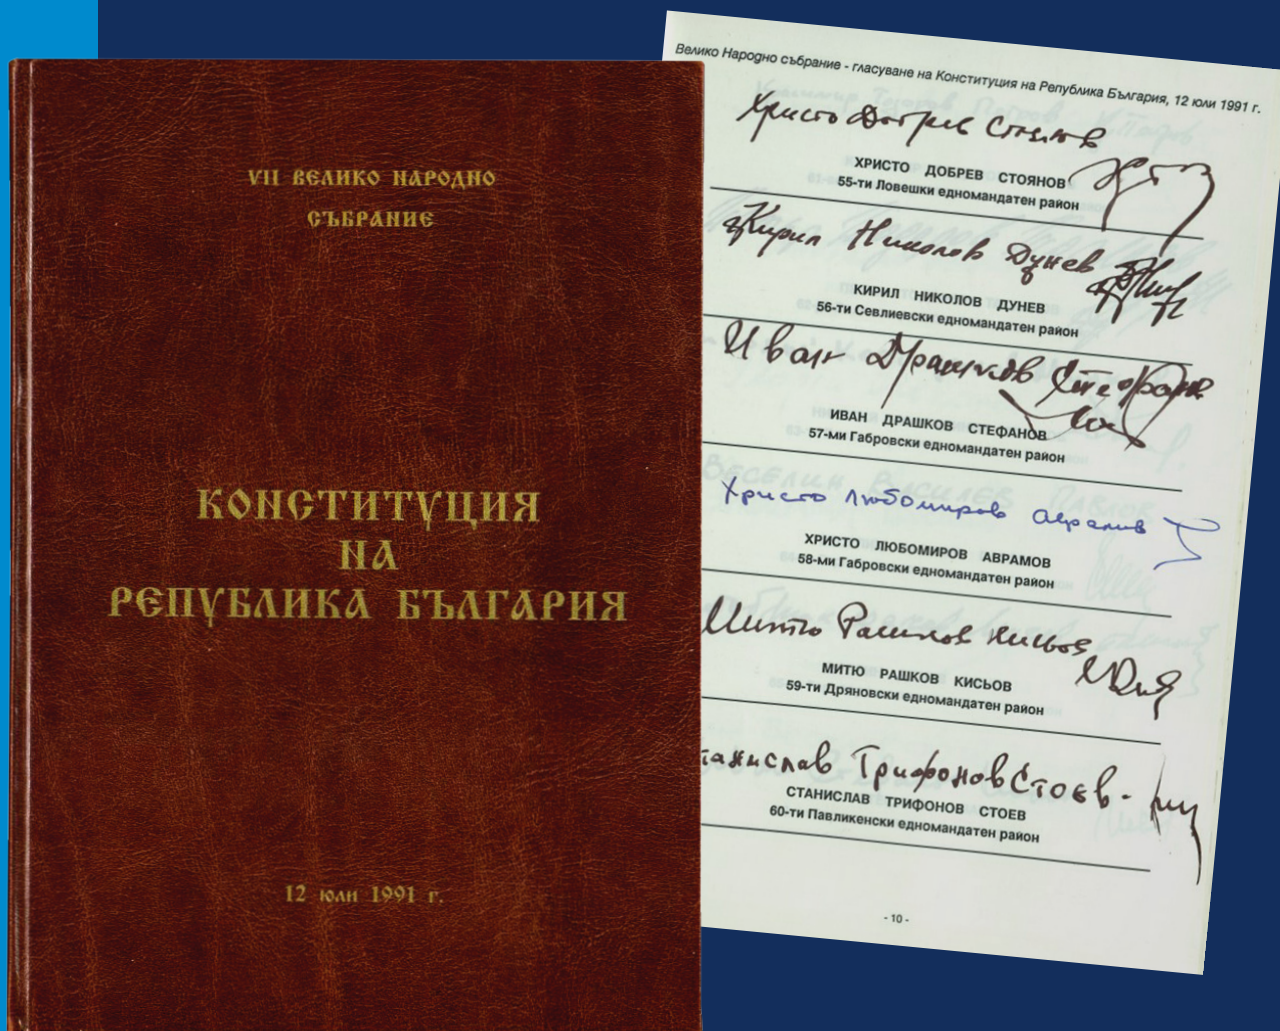 VII ВЕЛИКО НАРОДНО
СЪБРАНИЕ
КОНСТИТУЦИЯ
НА
РЕПУБЛИКА БЪЛГАРИЯ
12 юли 1991 г.
Велико Народно събрание - гласуване на Конституция на Република България, 12 юли 1991 г.
Христо Добрев Стоянов
ХРИСТО ДОБРЕВ СТОЯНОВ
55-ти Ловешки едномандатен район
Кирил Николов Дунев
КИРИЛ НИКОЛОВ ДУНЕВ
56-ти Севлиевски едномандатен район
Иван Драшков Стефанов
ИВАН ДРАШКОВ СТЕФАНОВ
57-ми Габровски едномандатен район
Христо Любомиров Аврамов
ХРИСТО ЛЮБОМИРОВ АВРАМОВ
58-ми Габровски едномандатен район
Митю Рашков Кисьов
МИТЮ РАШКОВ КИСЬОВ
59-ти Дряновски едномандатен район
танислав Трифонов Стоев
СТАНИСЛАВ ТРИФОНОВ СТОЕВ
60-ти Павликенски едномандатен район
- 10 -